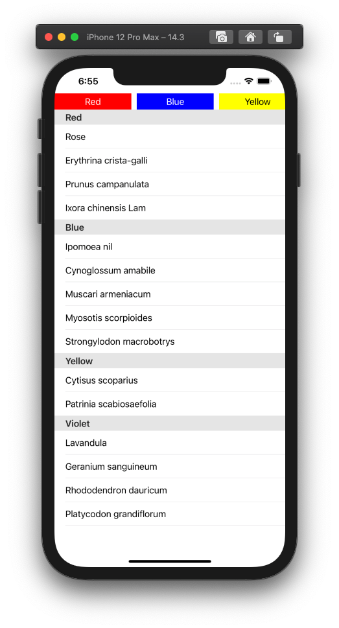 iPhone 12 Pro Max – 14.3
6:55
Red Blue Yellow
Red
Rose
Erythrina crista-galli
Prunus campanulata
Ixora chinensis Lam
Blue
Ipomoea nil
Cynoglossum amabile
Muscari armeniacum
Myosotis scorpioides
Strongylodon macrobotrys
Yellow
Cytisus scoparius
Patrinia scabiosaefolia
Violet
Lavandula
Geranium sanguineum
Rhododendron dauricum
Platycodon grandiflorum